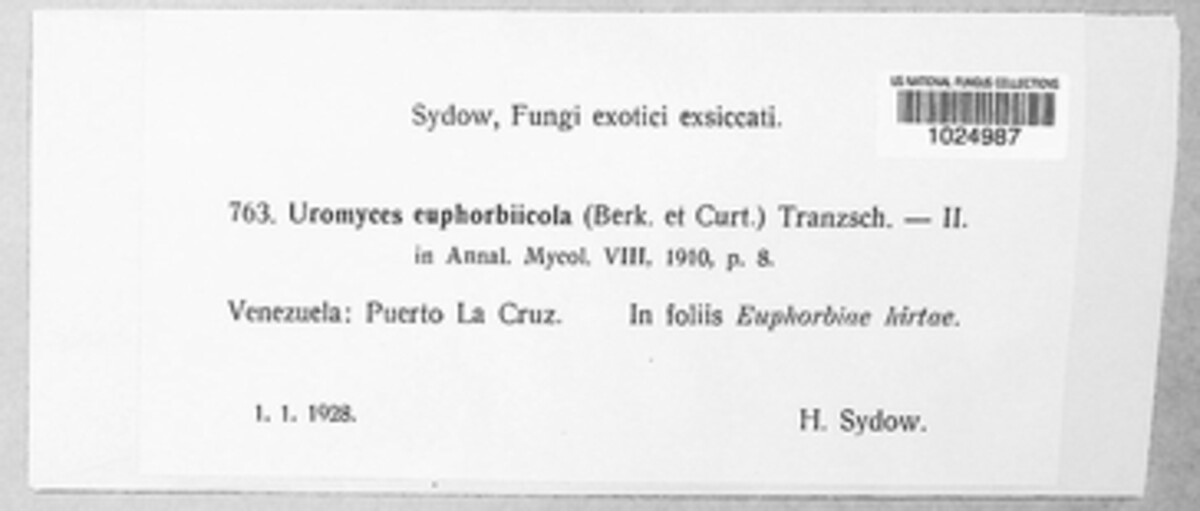 US NATIONAL FUNGUS COLLECTIONS
1024987
Sydow, Fungi exotici exsiccati.
763. Uromyces euphorbiicola (Berk. et Curt.) Tranzsch. — II.
in Annal. Mycol. VIII, 1910, p. 8.
Venezuela: Puerto La Cruz. In foliis Euphorbiae hirtae.
1. 1. 1928. H. Sydow.